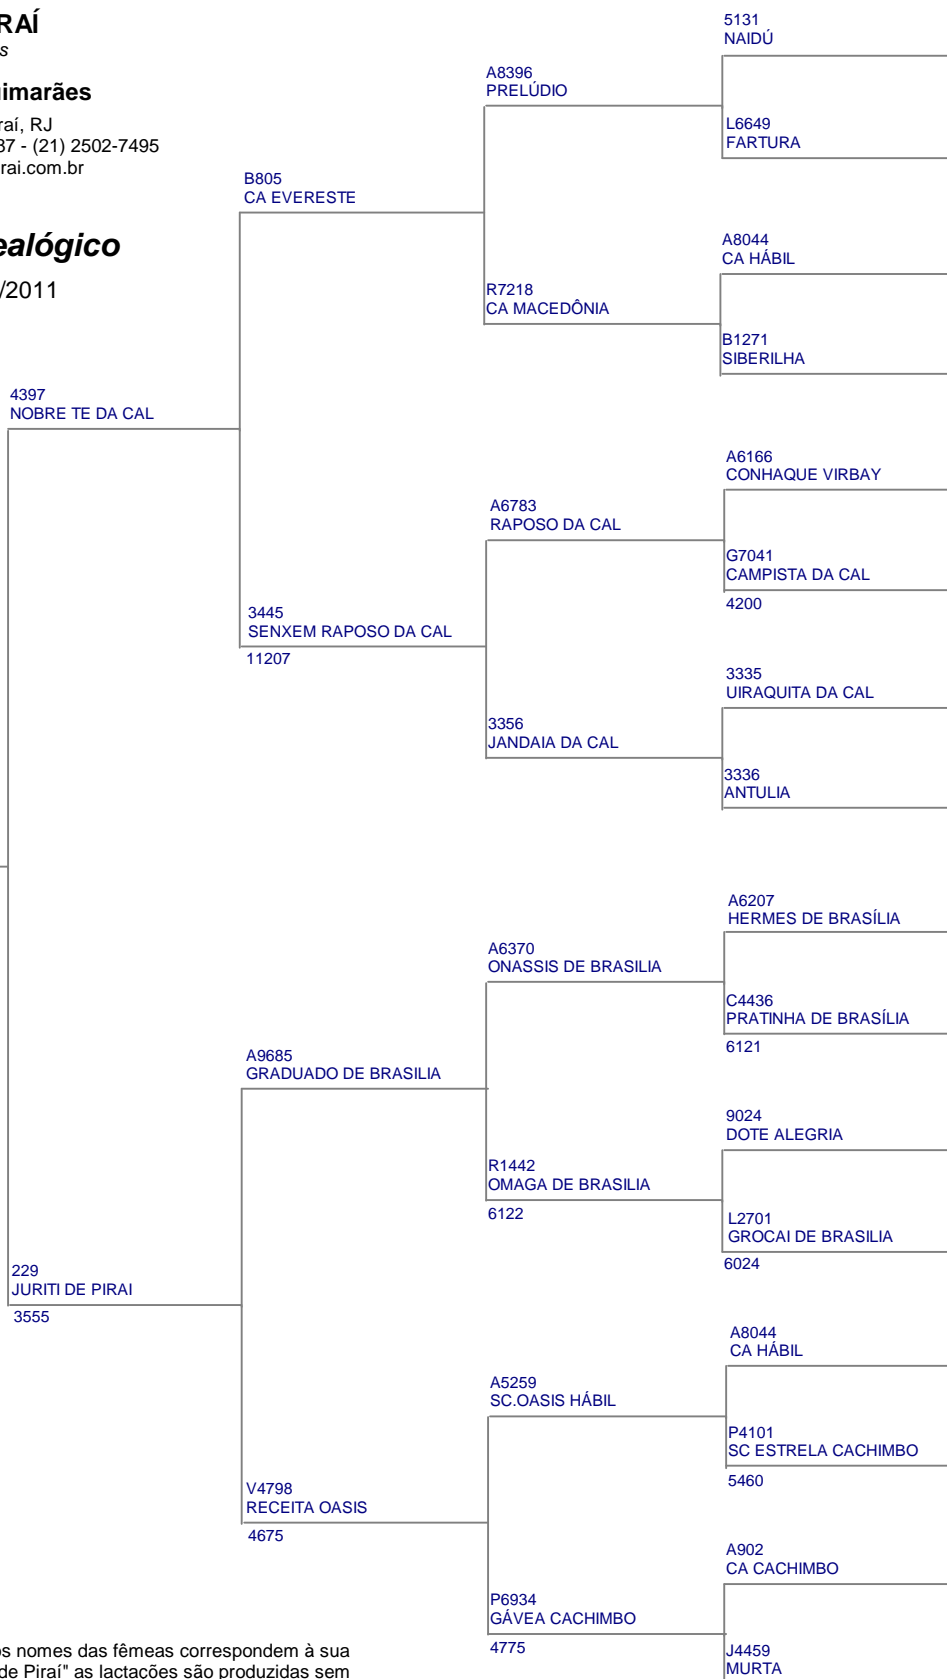 RAÍ
s
uimarães
raí, RJ
37 - (21) 2502-7495
rai.com.br
ealógico
/2011
5131
NAIDÚ
A8396
PRELÚDIO
L6649
FARTURA
B805
CA EVERESTE
A8044
CA HÁBIL
R7218
CA MACEDÔNIA
B1271
SIBERILHA
4397
NOBRE TE DA CAL
A6166
CONHAQUE VIRBAY
A6783
RAPOSO DA CAL
G7041
CAMPISTA DA CAL
4200
3445
SENXEM RAPOSO DA CAL
11207
3335
UIRAQUITA DA CAL
3356
JANDAIA DA CAL
3336
ANTULIA
A6207
HERMES DE BRASÍLIA
A6370
ONASSIS DE BRASILIA
C4436
PRATINHA DE BRASÍLIA
6121
A9685
GRADUADO DE BRASILIA
9024
DOTE ALEGRIA
R1442
OMAGA DE BRASILIA
6122
L2701
GROCAI DE BRASILIA
6024
229
JURITI DE PIRAI
3555
A8044
CA HÁBIL
A5259
SC.OASIS HÁBIL
P4101
SC ESTRELA CACHIMBO
5460
V4798
RECEITA OASIS
4675
A902
CA CACHIMBO
P6934
GÁVEA CACHIMBO
4775
J4459
MURTA
os nomes das fêmeas correspondem à sua
de Piraí" as lactações são produzidas sem